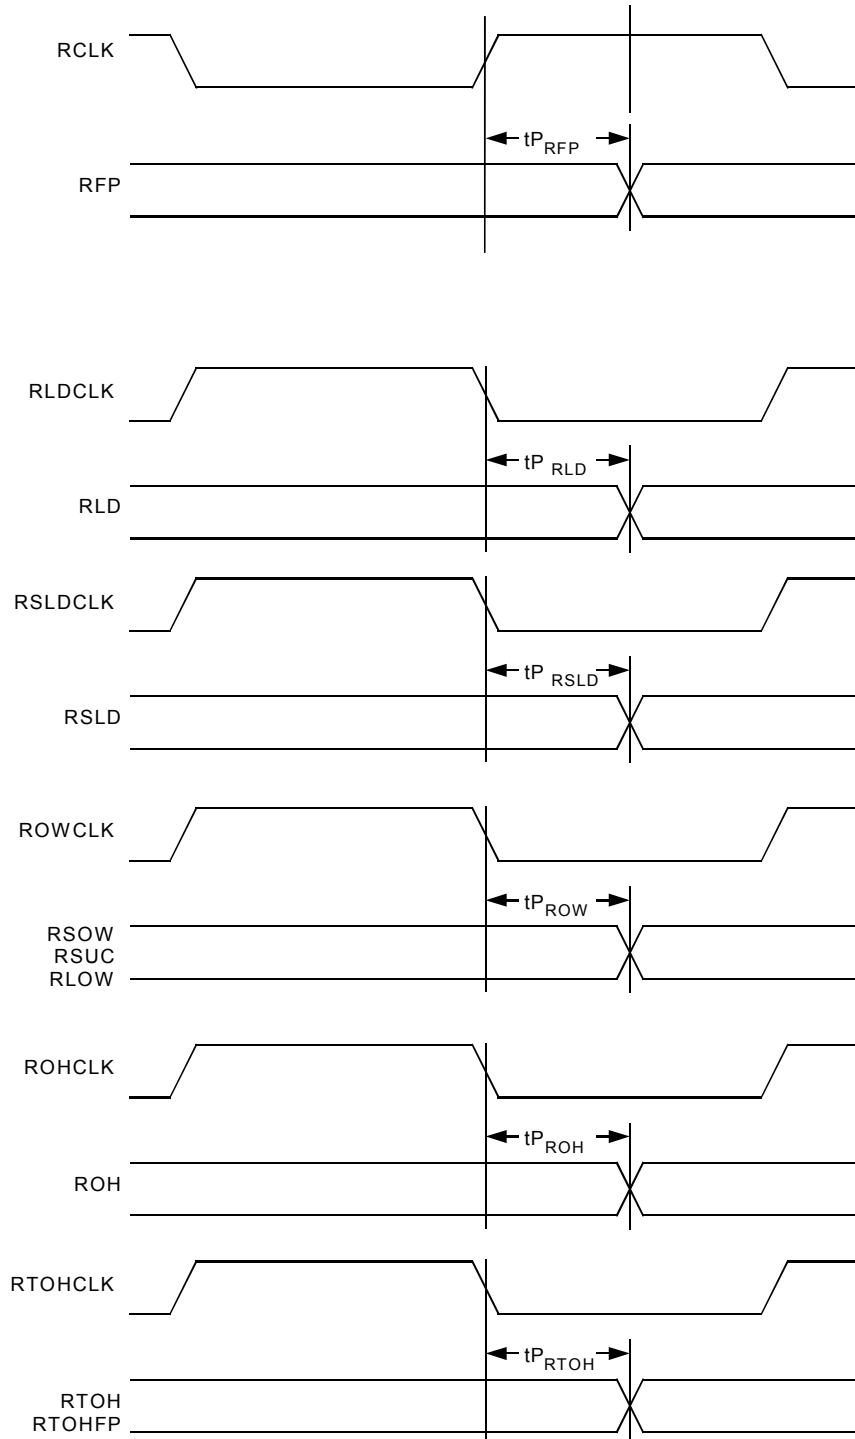 RCLK
tPRFP
RFP
RLDCLK
tP RLD
RLD
RSLDCLK
tP RSLD
RSLD
ROWCLK
tPROW
RSOW
RSUC
RLOW
ROHCLK
tPROH
ROH
RTOHCLK
tPRTOH
RTOH
RTOHFP